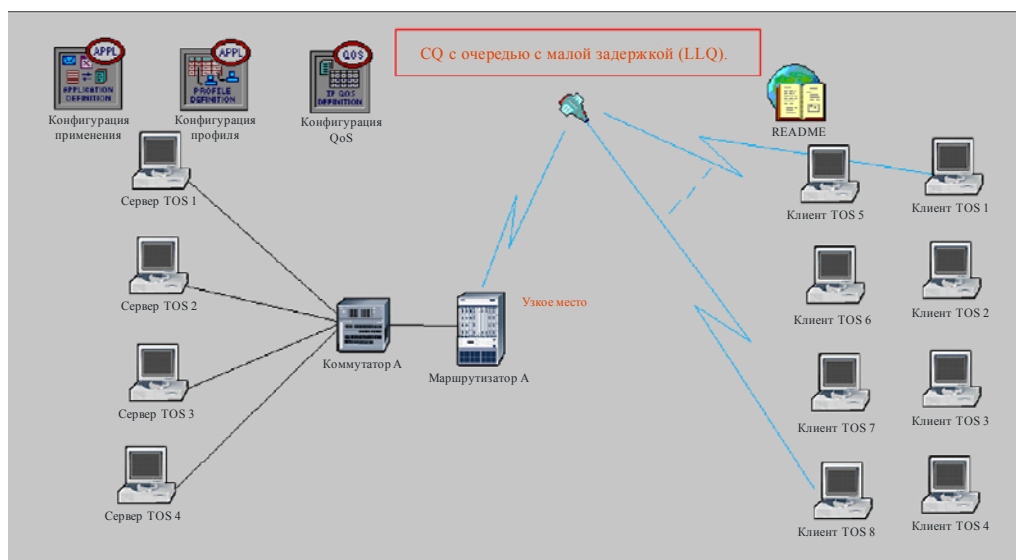 CQ с очередью с малой задержкой (LLQ).
APPL
APPLICATION
DEFINITION
Конфигурация
применения
APPL
PROFILE
DEFINITION
Конфигурация
профиля
QOS
IP QOS
DEFINITION
Конфигурация
QoS
README
Сервер TOS 1
Сервер TOS 2
Сервер TOS 3
Сервер TOS 4
Коммутатор А
Маршрутизатор А
Узкое место
Клиент TOS 5
Клиент TOS 1
Клиент TOS 6
Клиент TOS 2
Клиент TOS 7
Клиент TOS 3
Клиент TOS 8
Клиент TOS 4